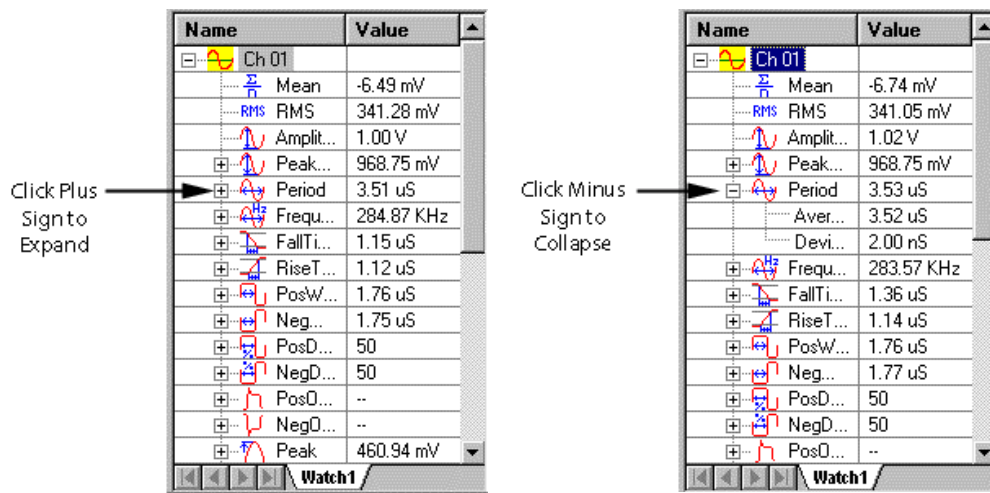 Name Value
Ch 01
Mean -6.49 mV
RMS RMS 341.28 mV
Amplit... 1.00 V
Peak... 968.75 mV
Period 3.51 uS
Hz Frequ... 284.87 KHz
FallTi... 1.15 uS
RiseT... 1.12 uS
PosW... 1.76 uS
Neg... 1.75 uS
PosD... 50
% NegD... 50
PosO... --
NegO... --
Peak 460.94 mV
Watch1
Click Plus
Sign to
Expand
Name Value
Ch 01
Mean -6.74 mV
RMS RMS 341.05 mV
Amplit... 1.02 V
Peak... 968.75 mV
Period 3.53 uS
Aver... 3.52 uS
Devi... 2.00 nS
Hz Frequ... 283.57 KHz
FallTi... 1.36 uS
RiseT... 1.14 uS
PosW... 1.76 uS
Neg... 1.77 uS
PosD... 50
% NegD... 50
PosO... --
Watch1
Click Minus
Sign to
Collapse